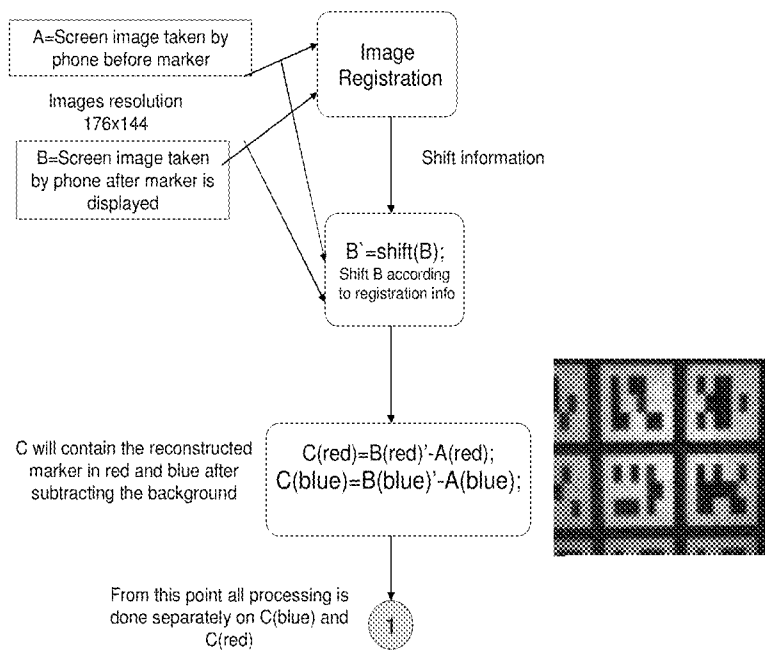 A=Screen image taken by
phone before marker
Image
Registration
Images resolution
176x144
B=Screen image taken
by phone after marker is
displayed
Shift information
B`=shift(B);
Shift B according
to registration info
C will contain the reconstructed
marker in red and blue after
subtracting the background
C(red)=B(red)'-A(red);
C(blue)=B(blue)'-A(blue);
From this point all processing is
done separately on C(blue) and
C(red)
1